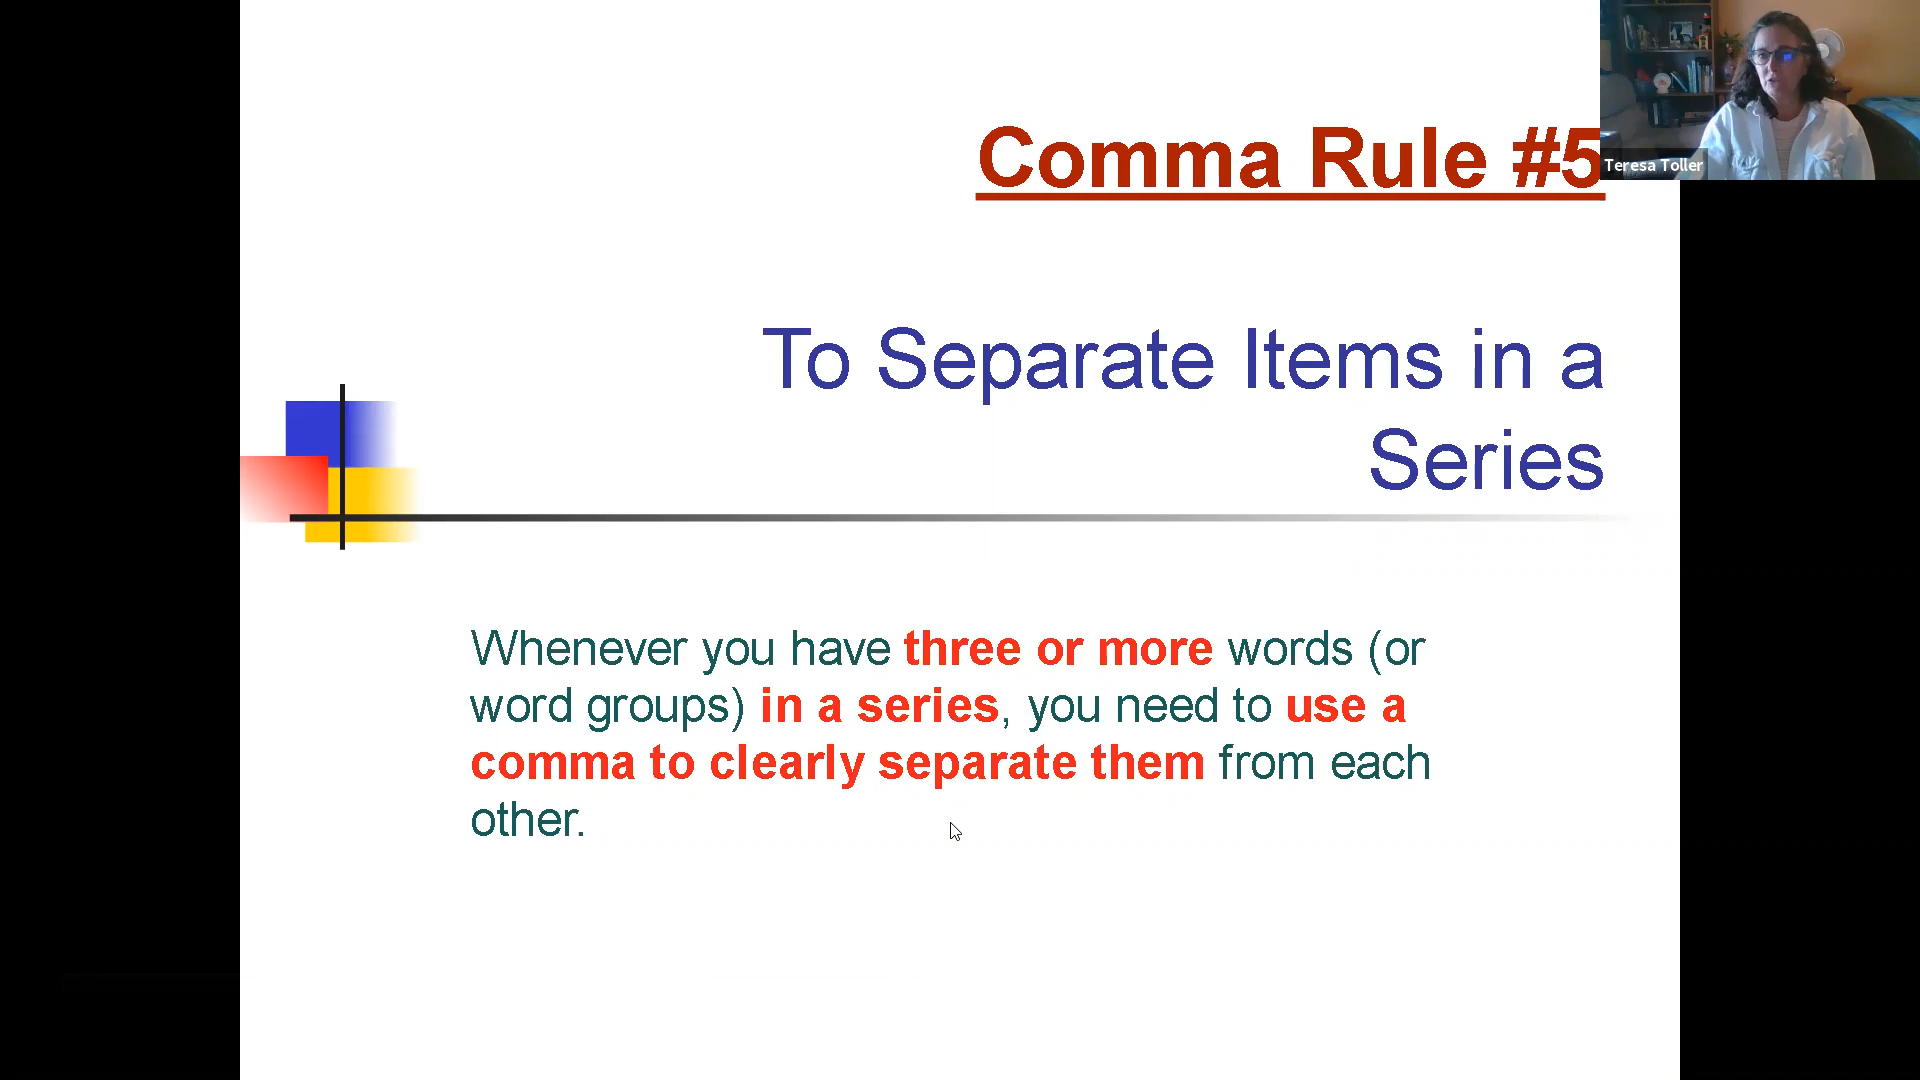 Comma Rule #5
Teresa Toller
To Separate Items in a
Series
Whenever you have three or more words (or
word groups) in a series, you need to use a
comma to clearly separate them from each
other.